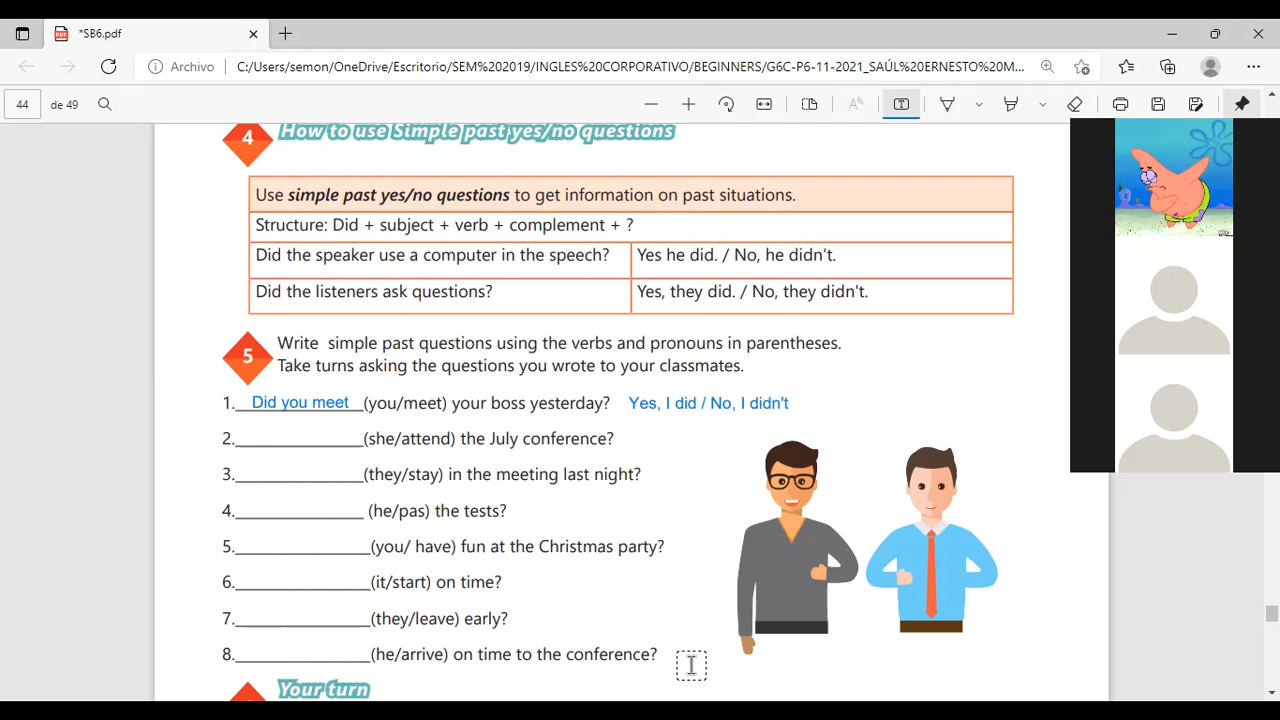 *SB6.pdf
Archivo C:/Users/semon/OneDrive/Escritorio/SEM%202019/INGLES%20CORPORATIVO/BEGINNERS/G6C-P6-11-2021_SAÚL%20ERNESTO%20M...
44 de 49
4 How to use Simple past yes/no questions
Use simple past yes/no questions to get information on past situations.
Structure: Did + subject + verb + complement + ?
Did the speaker use a computer in the speech? Yes he did. / No, he didn't.
Did the listeners ask questions? Yes, they did. / No, they didn't.
5 Write simple past questions using the verbs and pronouns in parentheses.
Take turns asking the questions you wrote to your classmates.
1. Did you meet (you/meet) your boss yesterday? Yes, I did / No, I didn't
2.______________(she/attend) the July conference?
3.______________(they/stay) in the meeting last night?
4.______________ (he/pas) the tests?
5._______________(you/ have) fun at the Christmas party?
6._______________(it/start) on time?
7._______________(they/leave) early?
8._______________(he/arrive) on time to the conference?
Your turn